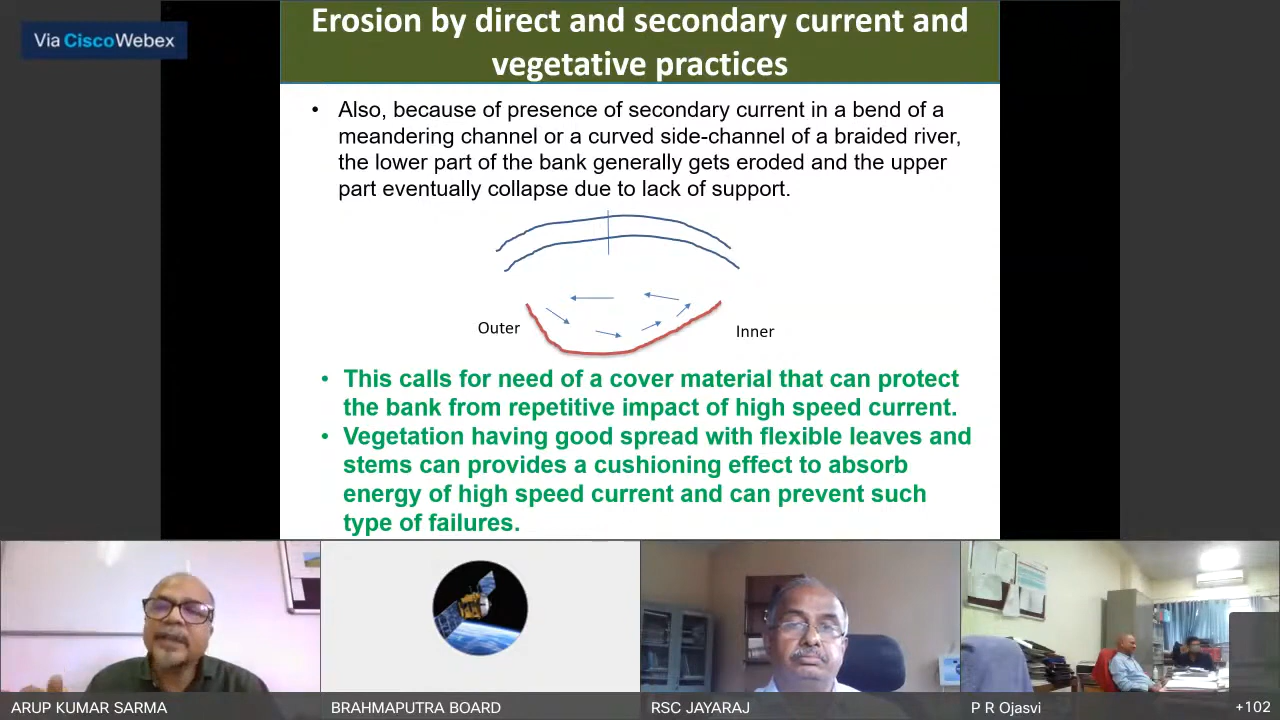 Via CiscoWebex
Erosion by direct and secondary current and
vegetative practices
• Also, because of presence of secondary current in a bend of a
meandering channel or a curved side-channel of a braided river,
the lower part of the bank generally gets eroded and the upper
part eventually collapse due to lack of support.
Outer
Inner
• This calls for need of a cover material that can protect
the bank from repetitive impact of high speed current.
• Vegetation having good spread with flexible leaves and
stems can provides a cushioning effect to absorb
energy of high speed current and can prevent such
type of failures.
ARUP KUMAR SARMA
BRAHMAPUTRA BOARD
RSC JAYARAJ
P R Ojasvi
+102